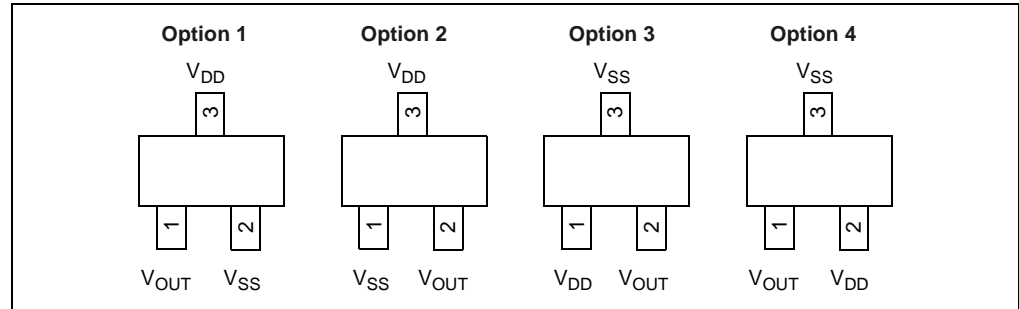 Option 1 Option 2 Option 3 Option 4
VDD VDD VSS VSS
3 3 3 3
1 2 1 2 1 2 1 2
VOUT VSS VSS VOUT VDD VOUT VOUT VDD